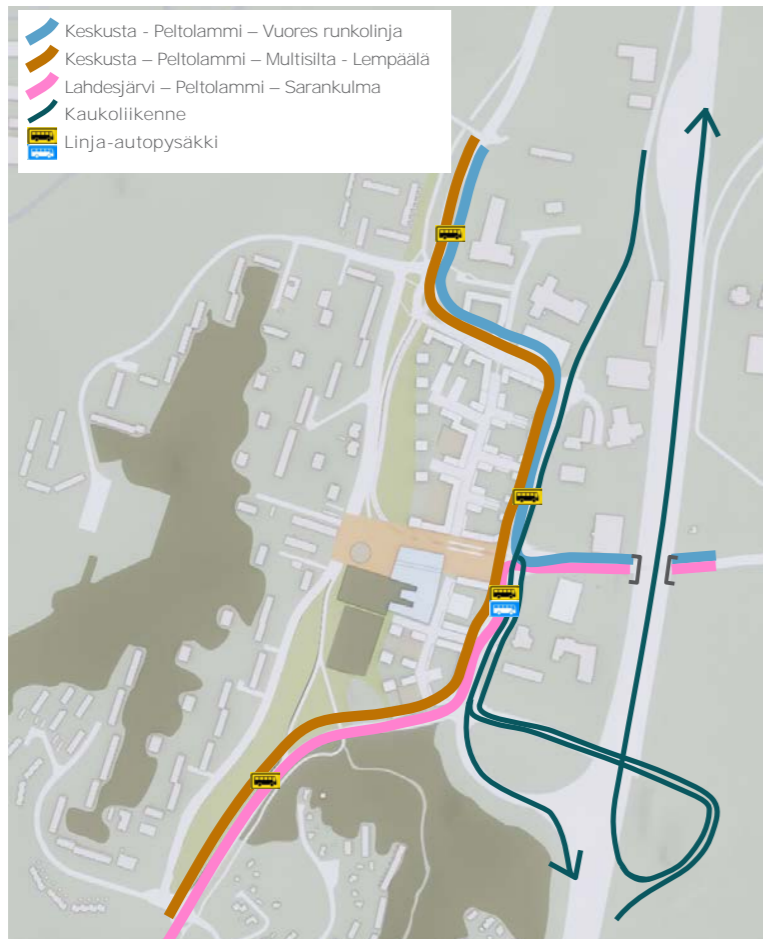 Keskusta - Peltolammi – Vuores runkolinja
Keskusta – Peltolammi – Multisilta - Lempäälä
Lahdesjärvi – Peltolammi – Sarankulma
Kaukoliikenne
Linja-autopysäkki